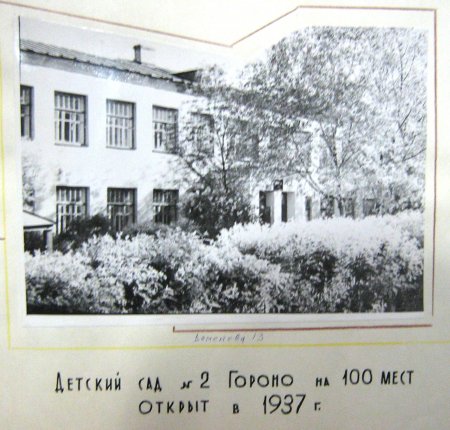 ДЕТСКИЙ САД № 2 ГОРОНО НА 100 МЕСТ
ОТКРЫТ В 1937 Г.